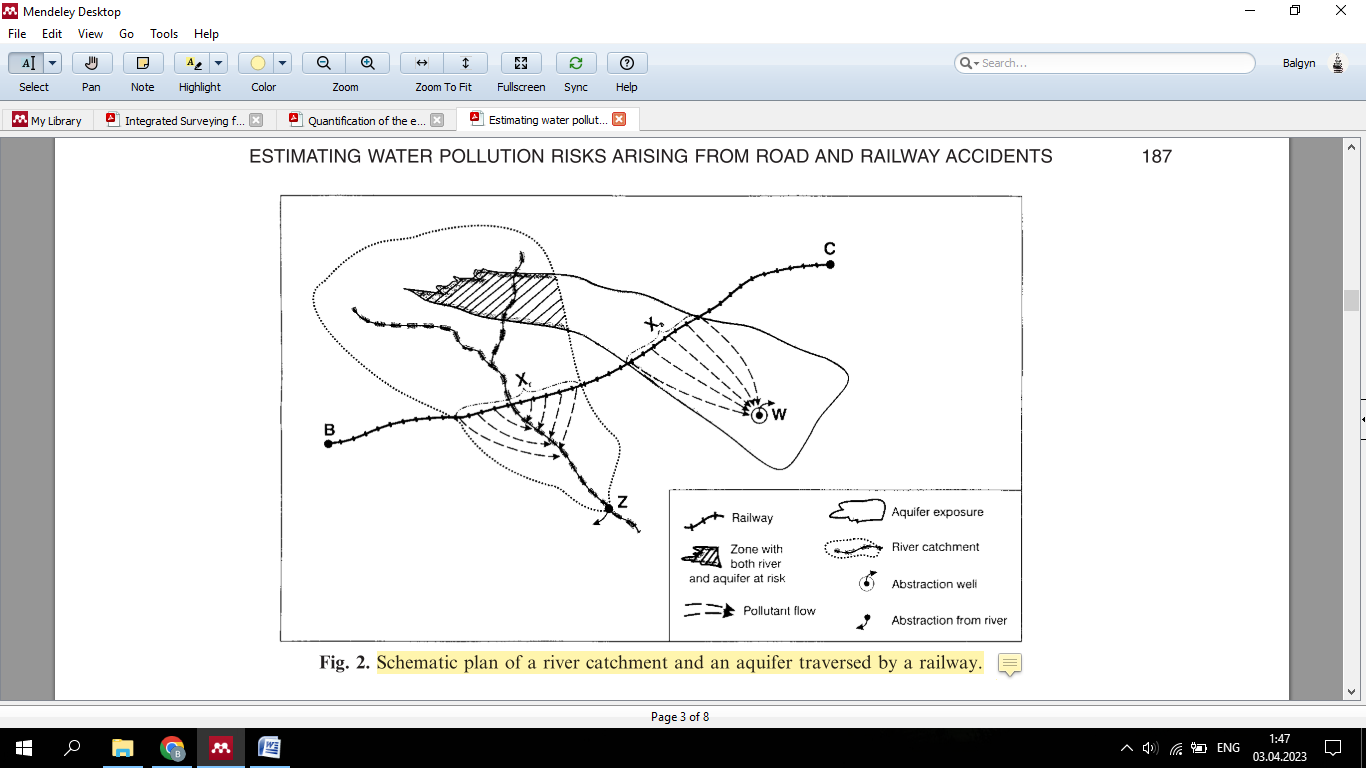 Mendeley Desktop
File Edit View Go Tools Help
Select Pan Note Highlight Color Zoom Zoom To Fit Fullscreen Sync Help
Search...
Balgyn
My Library
Integrated Surveying f...
Quantification of the e...
Estimating water pollut...
ESTIMATING WATER POLLUTION RISKS ARISING FROM ROAD AND RAILWAY ACCIDENTS 187
C
X
X
W
B
Z
Railway
Zone with
both river
and aquifer at risk
Pollutant flow
Aquifer exposure
River catchment
Abstraction well
Abstraction from river
Fig. 2. Schematic plan of a river catchment and an aquifer traversed by a railway.
Page 3 of 8
ENG
1:47
03.04.2023